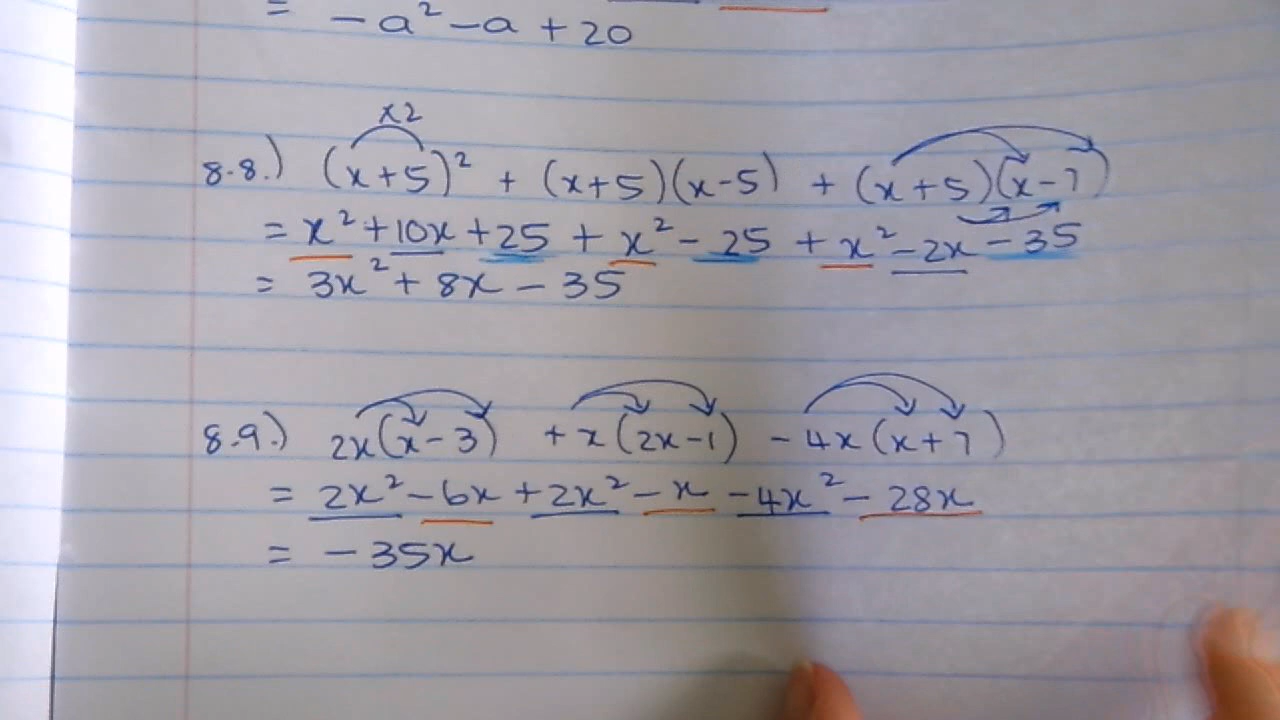 = -a² - a + 20
x2
8.8.) (x+5)² + (x+5)(x-5) + (x+5)(x-7)
= x² + 10x + 25 + x² - 25 + x² - 2x - 35
= 3x² + 8x - 35
8.9.) 2x(x-3) + x(2x-1) - 4x(x+7)
= 2x² - 6x + 2x² - x - 4x² - 28x
= -35x